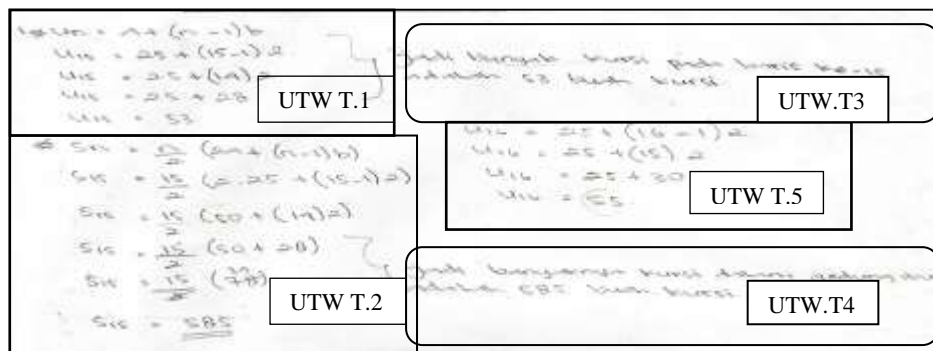 Un = a + (n-1)b
U15 = 25 + (15-1)2
U15 = 25 + (14)2
U15 = 25 + 28
U15 = 53
UTW T.1
jadi banyak kursi pada baris ke-15
adalah 53 buah kursi.
UTW.T3
Sn = n/2 (2a + (n-1)b)
S15 = 15/2 (2.25 + (15-1)2)
S15 = 15/2 (50 + (14)2)
S15 = 15/2 (50 + 28)
S15 = 15/2 (78)
S15 = 585
UTW T.2
U16 = 25 + (16-1)2
U16 = 25 + (15)2
U16 = 25 + 30
U16 = 55.
UTW T.5
jadi kursi
adalah 585 buah kursi
UTW.T4